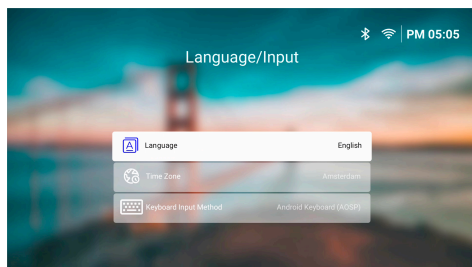 PM 05:05
Language/Input
Language English
Time Zone Amsterdam
Keyboard Input Method Android Keyboard (AOSP)